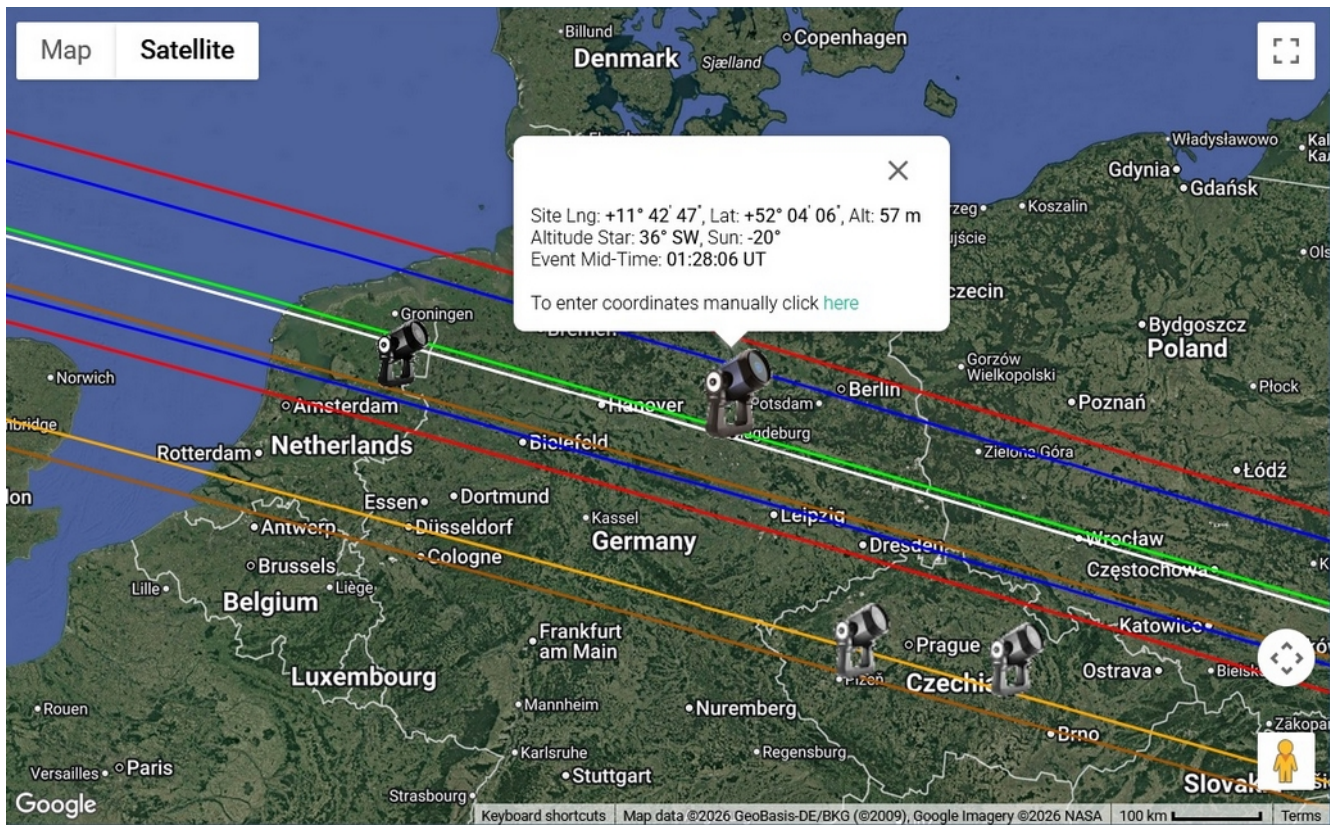 Map
Satellite
Billund
Denmark
Sjælland
Copenhagen
Władysławowo
Gdynia
Gdańsk
Koszalin
Site Lng: +11° 42' 47", Lat: +52° 04' 06", Alt: 57 m
Altitude Star: 36° SW, Sun: -20°
Event Mid-Time: 01:28:06 UT
To enter coordinates manually click here
Groningen
Bydgoszcz
Poland
Gorzów
Wielkopolski
Płock
Norwich
Amsterdam
Hanover
Potsdam
Berlin
Poznań
Netherlands
Rotterdam
Bielefeld
Zielona Góra
Łódź
Essen
Dortmund
Antwerp
Düsseldorf
Kassel
Leipzig
Germany
Dresden
Wrocław
Cologne
Brussels
Liège
Lille
Belgium
Częstochowa
Katowice
Frankfurt
am Main
Prague
Plzeň
Czechia
Ostrava
Luxembourg
Rouen
Mannheim
Nuremberg
Brno
Versailles
Paris
Karlsruhe
Regensburg
Stuttgart
Strasbourg
Google
Keyboard shortcuts
Map data ©2026 GeoBasis-DE/BKG (©2009), Google Imagery ©2026 NASA
100 km
Terms